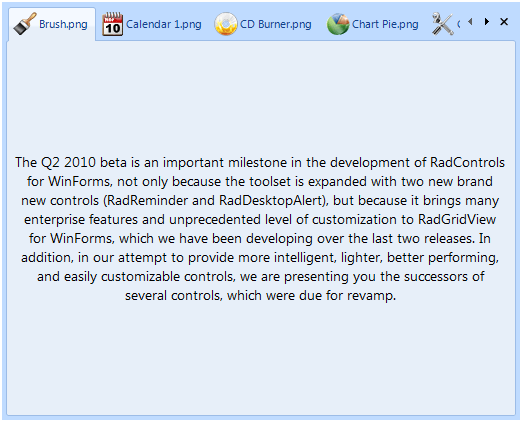 Brush.png Calendar 1.png CD Burner.png Chart Pie.png
The Q2 2010 beta is an important milestone in the development of RadControls
for WinForms, not only because the toolset is expanded with two new brand
new controls (RadReminder and RadDesktopAlert), but because it brings many
enterprise features and unprecedented level of customization to RadGridView
for WinForms, which we have been developing over the last two releases. In
addition, in our attempt to provide more intelligent, lighter, better performing,
and easily customizable controls, we are presenting you the successors of
several controls, which were due for revamp.